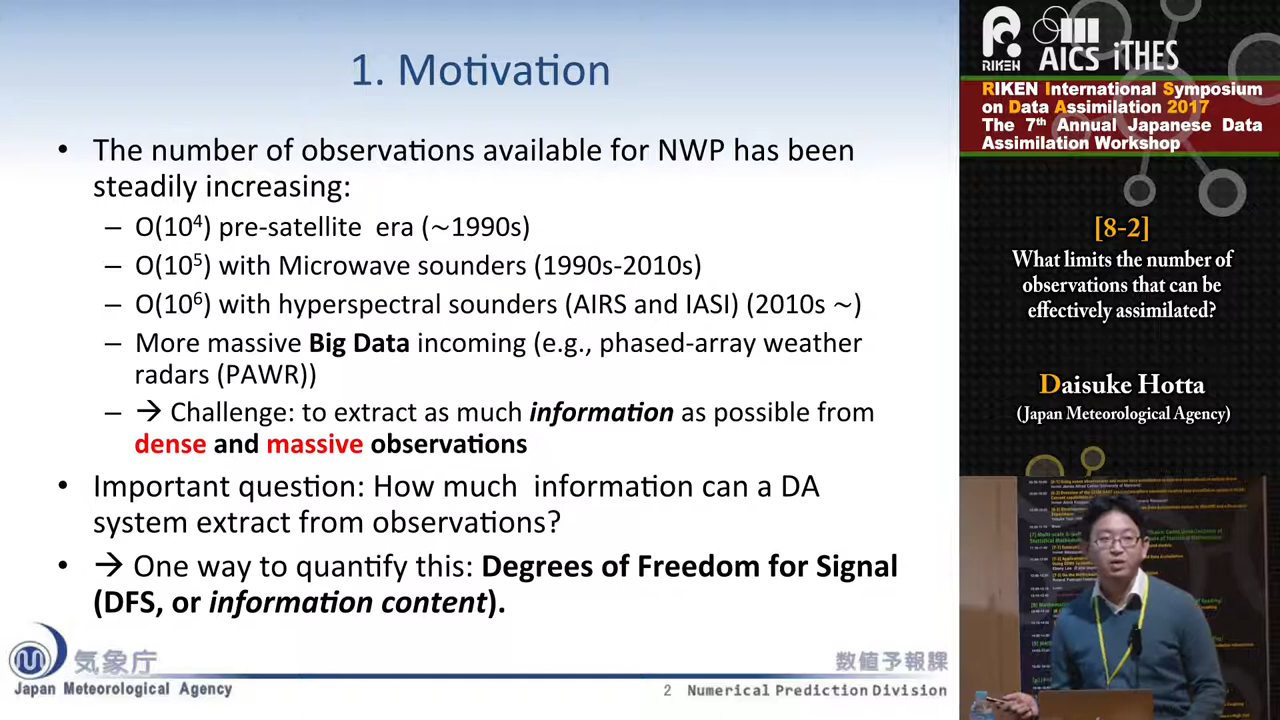 1. Motivation
• The number of observations available for NWP has been
steadily increasing:
– O(10⁴) pre-satellite era (~1990s)
– O(10⁵) with Microwave sounders (1990s-2010s)
– O(10⁶) with hyperspectral sounders (AIRS and IASI) (2010s ~)
– More massive Big Data incoming (e.g., phased-array weather
radars (PAWR))
– → Challenge: to extract as much information as possible from
dense and massive observations
• Important question: How much information can a DA
system extract from observations?
• → One way to quantify this: Degrees of Freedom for Signal
(DFS, or information content).
気象庁
Japan Meteorological Agency
数値予報課
2 Numerical Prediction Division
RIKEN AICS iTHES
RIKEN International Symposium
on Data Assimilation 2017
The 7th Annual Japanese Data
Assimilation Workshop
[8-2]
What limits the number of
observations that can be
effectively assimilated?
Daisuke Hotta
(Japan Meteorological Agency)